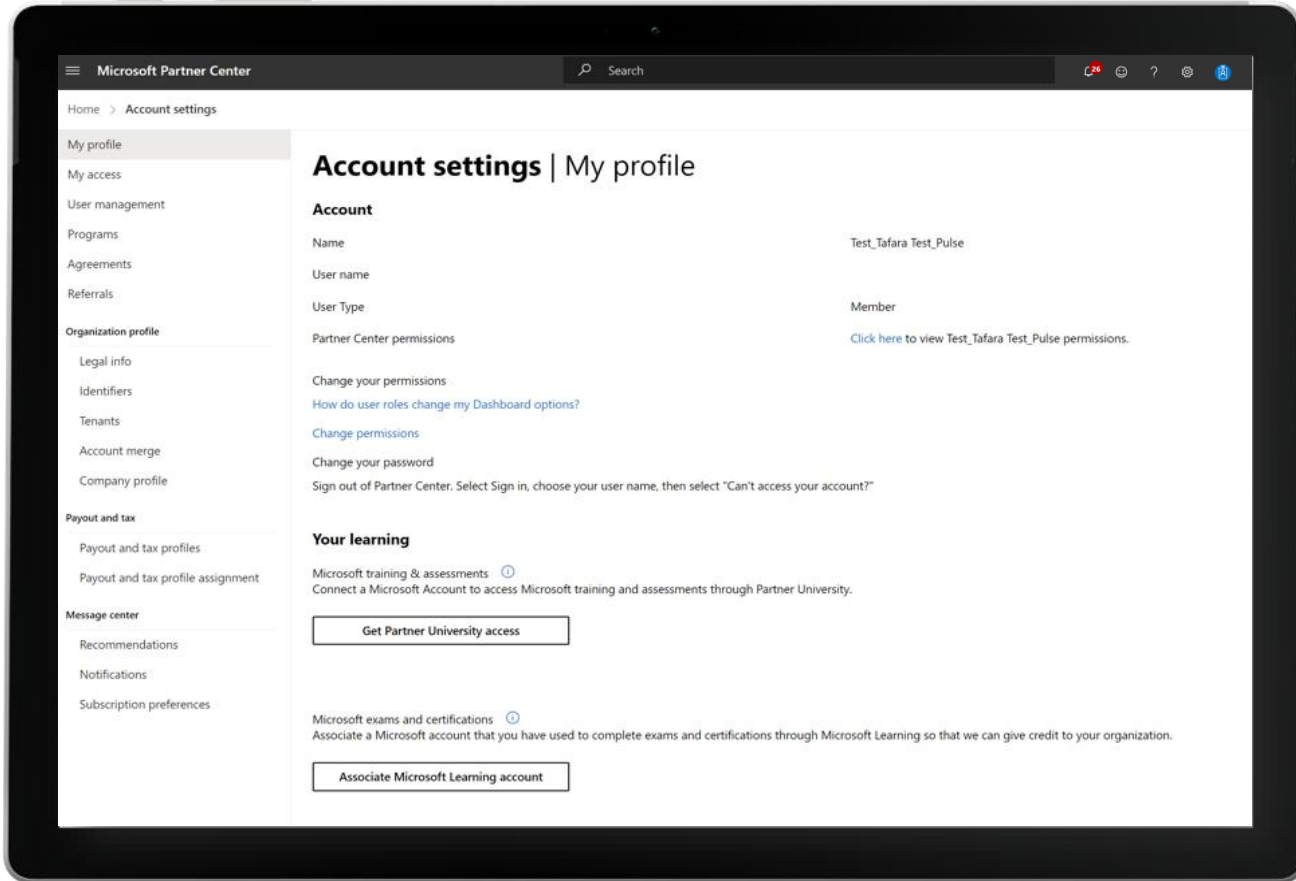 Microsoft Partner Center
Search
26
?
Home > Account settings
My profile
My access
User management
Programs
Agreements
Referrals
Organization profile
Legal info
Identifiers
Tenants
Account merge
Company profile
Payout and tax
Payout and tax profiles
Payout and tax profile assignment
Message center
Recommendations
Notifications
Subscription preferences
Account settings | My profile
Account
Name Test_Tafara Test_Pulse
User name
User Type Member
Partner Center permissions Click here to view Test_Tafara Test_Pulse permissions.
Change your permissions
How do user roles change my Dashboard options?
Change permissions
Change your password
Sign out of Partner Center. Select Sign in, choose your user name, then select "Can't access your account?"
Your learning
Microsoft training & assessments
Connect a Microsoft Account to access Microsoft training and assessments through Partner University.
Get Partner University access
Microsoft exams and certifications
Associate a Microsoft account that you have used to complete exams and certifications through Microsoft Learning so that we can give credit to your organization.
Associate Microsoft Learning account